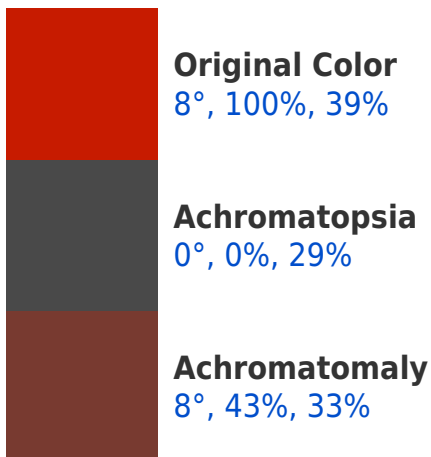 Original Color
8°, 100%, 39%
Achromatopsia
0°, 0%, 29%
Achromatomaly
8°, 43%, 33%